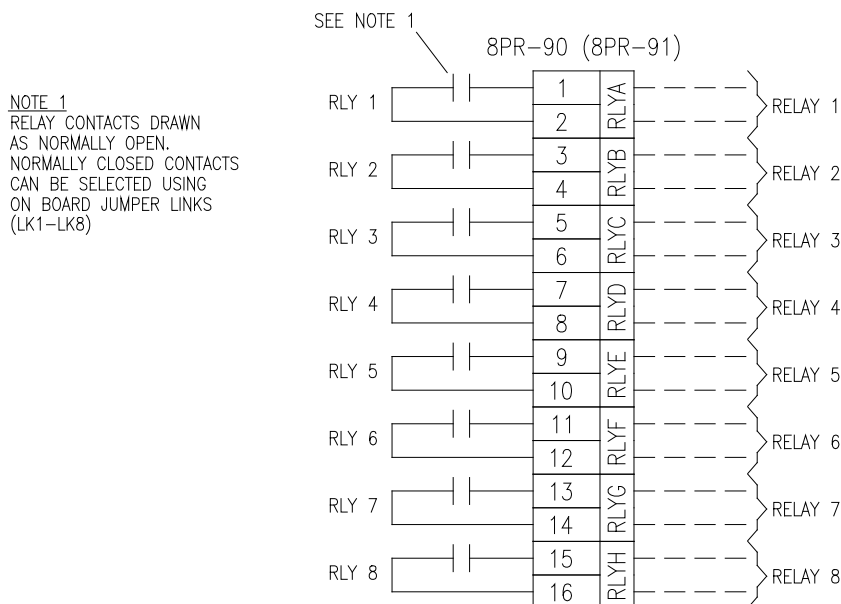 SEE NOTE 1
8PR-90 (8PR-91)
NOTE 1
RELAY CONTACTS DRAWN
AS NORMALLY OPEN.
NORMALLY CLOSED CONTACTS
CAN BE SELECTED USING
ON BOARD JUMPER LINKS
(LK1-LK8)
RLY 1
1
2
RLYA
RELAY 1
RLY 2
3
4
RLYB
RELAY 2
RLY 3
5
6
RLYC
RELAY 3
RLY 4
7
8
RLYD
RELAY 4
RLY 5
9
10
RLYE
RELAY 5
RLY 6
11
12
RLYF
RELAY 6
RLY 7
13
14
RLYG
RELAY 7
RLY 8
15
16
RLYH
RELAY 8